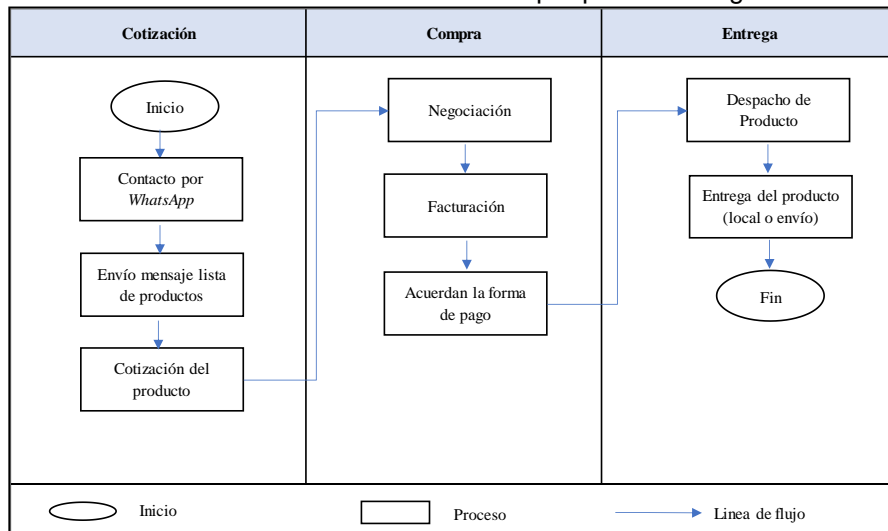 Cotización
Compra
Entrega
Inicio
Contacto por
WhatsApp
Envío mensaje lista
de productos
Cotización del
producto
Negociación
Facturación
Acuerdan la forma
de pago
Despacho de
Producto
Entrega del producto
(local o envío)
Fin
Inicio
Proceso
Linea de flujo